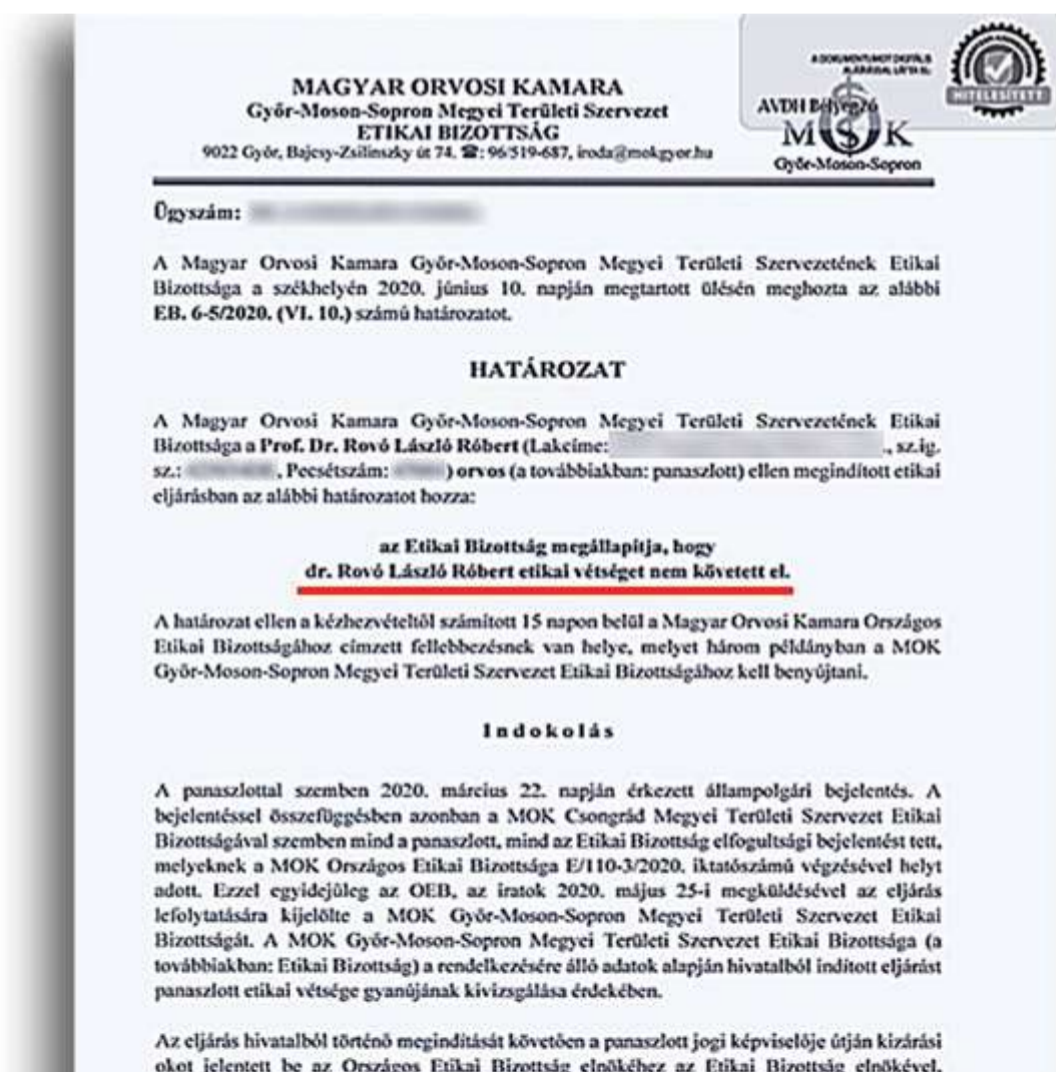 A DOKUMENTUMOT DIGITÁLIS
ALÁÍRÁSSAL LÁTTA EL:
HITELESÍTETT
AVDH Bélyegző
MOK
Győr-Moson-Sopron
MAGYAR ORVOSI KAMARA
Győr-Moson-Sopron Megyei Területi Szervezet
ETIKAI BIZOTTSÁG
9022 Győr, Bajcsy-Zsilinszky út 74. ☎: 96/519-687, iroda@mokgyor.hu
Ügyszám:
A Magyar Orvosi Kamara Győr-Moson-Sopron Megyei Területi Szervezetének Etikai
Bizottsága a székhelyén 2020. június 10. napján megtartott ülésén meghozta az alábbi
EB. 6-5/2020. (VI. 10.) számú határozatot.
HATÁROZAT
A Magyar Orvosi Kamara Győr-Moson-Sopron Megyei Területi Szervezetének Etikai
Bizottsága a Prof. Dr. Rovó László Róbert (Lakcíme: ., sz.ig.
sz.: , Pecsétszám: ) orvos (a továbbiakban: panaszlott) ellen megindított etikai
eljárásban az alábbi határozatot hozza:
az Etikai Bizottság megállapítja, hogy
dr. Rovó László Róbert etikai vétséget nem követett el.
A határozat ellen a kézhezvételtől számított 15 napon belül a Magyar Orvosi Kamara Országos
Etikai Bizottságához címzett fellebbezésnek van helye, melyet három példányban a MOK
Győr-Moson-Sopron Megyei Területi Szervezet Etikai Bizottságához kell benyújtani.
Indokolás
A panaszlottal szemben 2020. március 22. napján érkezett állampolgári bejelentés. A
bejelentéssel összefüggésben azonban a MOK Csongrád Megyei Területi Szervezet Etikai
Bizottságával szemben mind a panaszlott, mind az Etikai Bizottság elfogultsági bejelentést tett,
melyeknek a MOK Országos Etikai Bizottsága E/110-3/2020. iktatószámú végzésével helyt
adott. Ezzel egyidejűleg az OEB, az iratok 2020. május 25-i megküldésével az eljárás
lefolytatására kijelölte a MOK Győr-Moson-Sopron Megyei Területi Szervezet Etikai
Bizottságát. A MOK Győr-Moson-Sopron Megyei Területi Szervezet Etikai Bizottsága (a
továbbiakban: Etikai Bizottság) a rendelkezésére álló adatok alapján hivatalból indított eljárást
panaszlott etikai vétsége gyanújának kivizsgálása érdekében.
Az eljárás hivatalból történő megindítását követően a panaszlott jogi képviselője útján kizárási
okot jelentett be az Országos Etikai Bizottság elnökéhez az Etikai Bizottság elnökével,